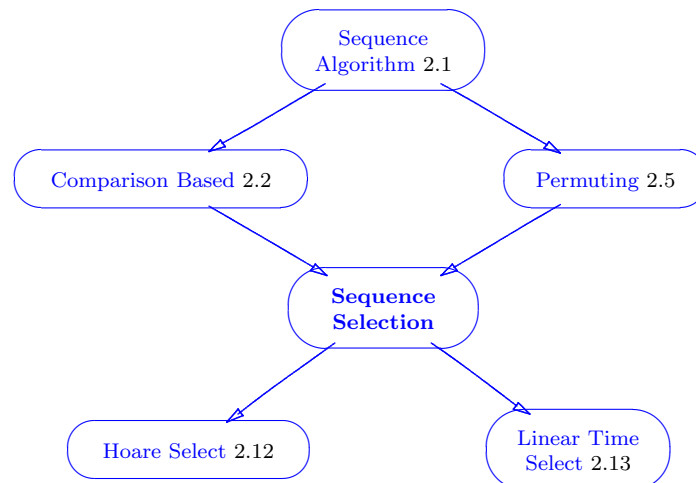 Sequence
Algorithm 2.1
Comparison Based 2.2
Permuting 2.5
Sequence
Selection
Hoare Select 2.12
Linear Time
Select 2.13